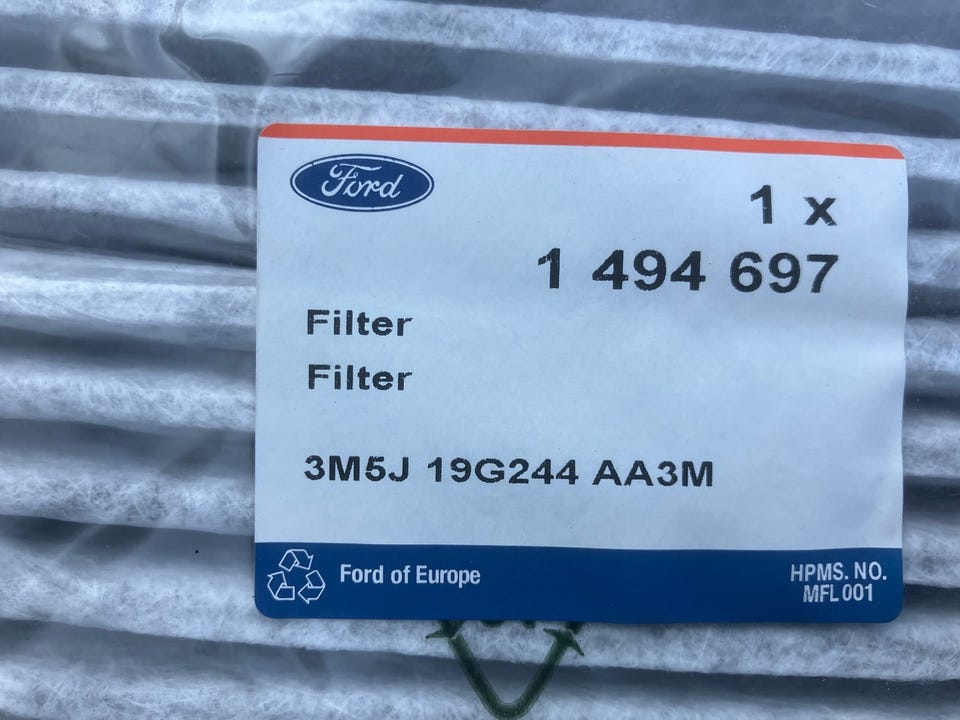 Ford
1 x
1 494 697
Filter
Filter
3M5J 19G244 AA3M
Ford of Europe
HPMS. NO.
MFL 001